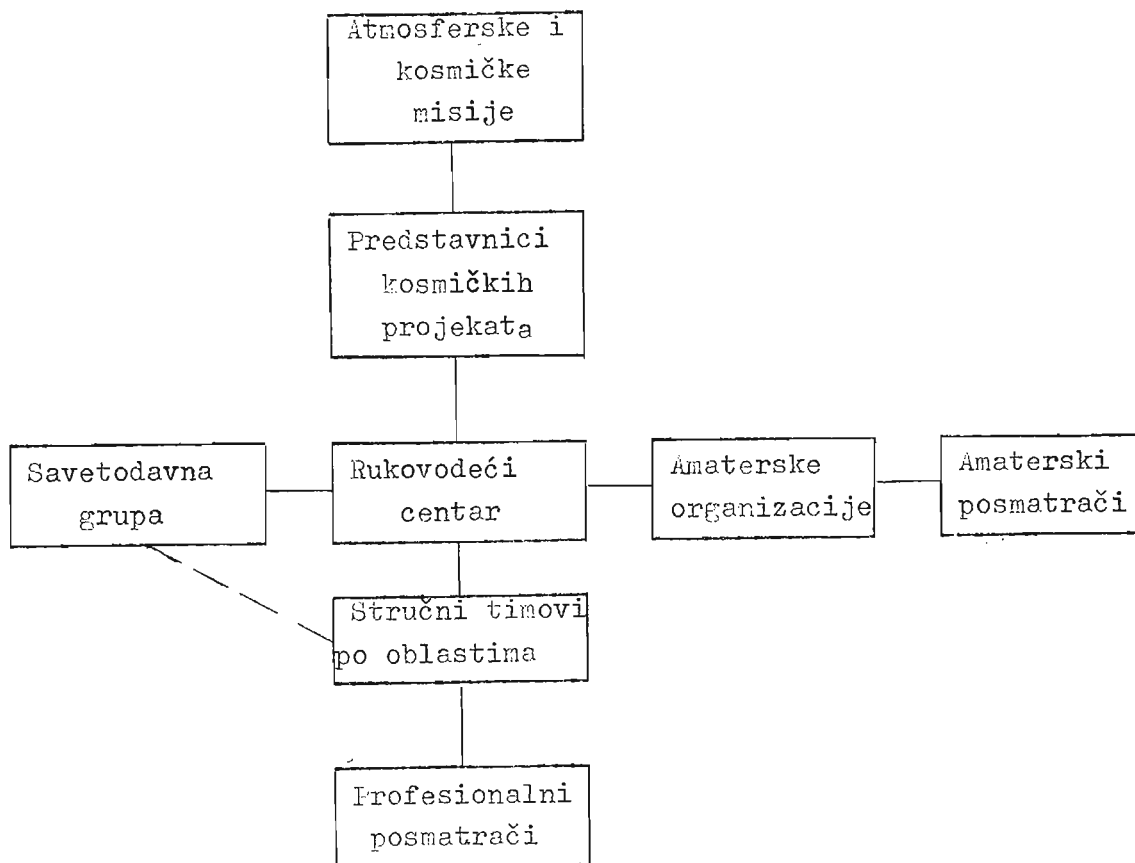 Atmosferske i
kosmičke
misije
Predstavnici
kosmičkih
projekata
Savetodavna
grupa
Rukovodeći
centar
Amaterske
organizacije
Amaterski
posmatrači
Stručni timovi
po oblastima
Profesionalni
posmatrači